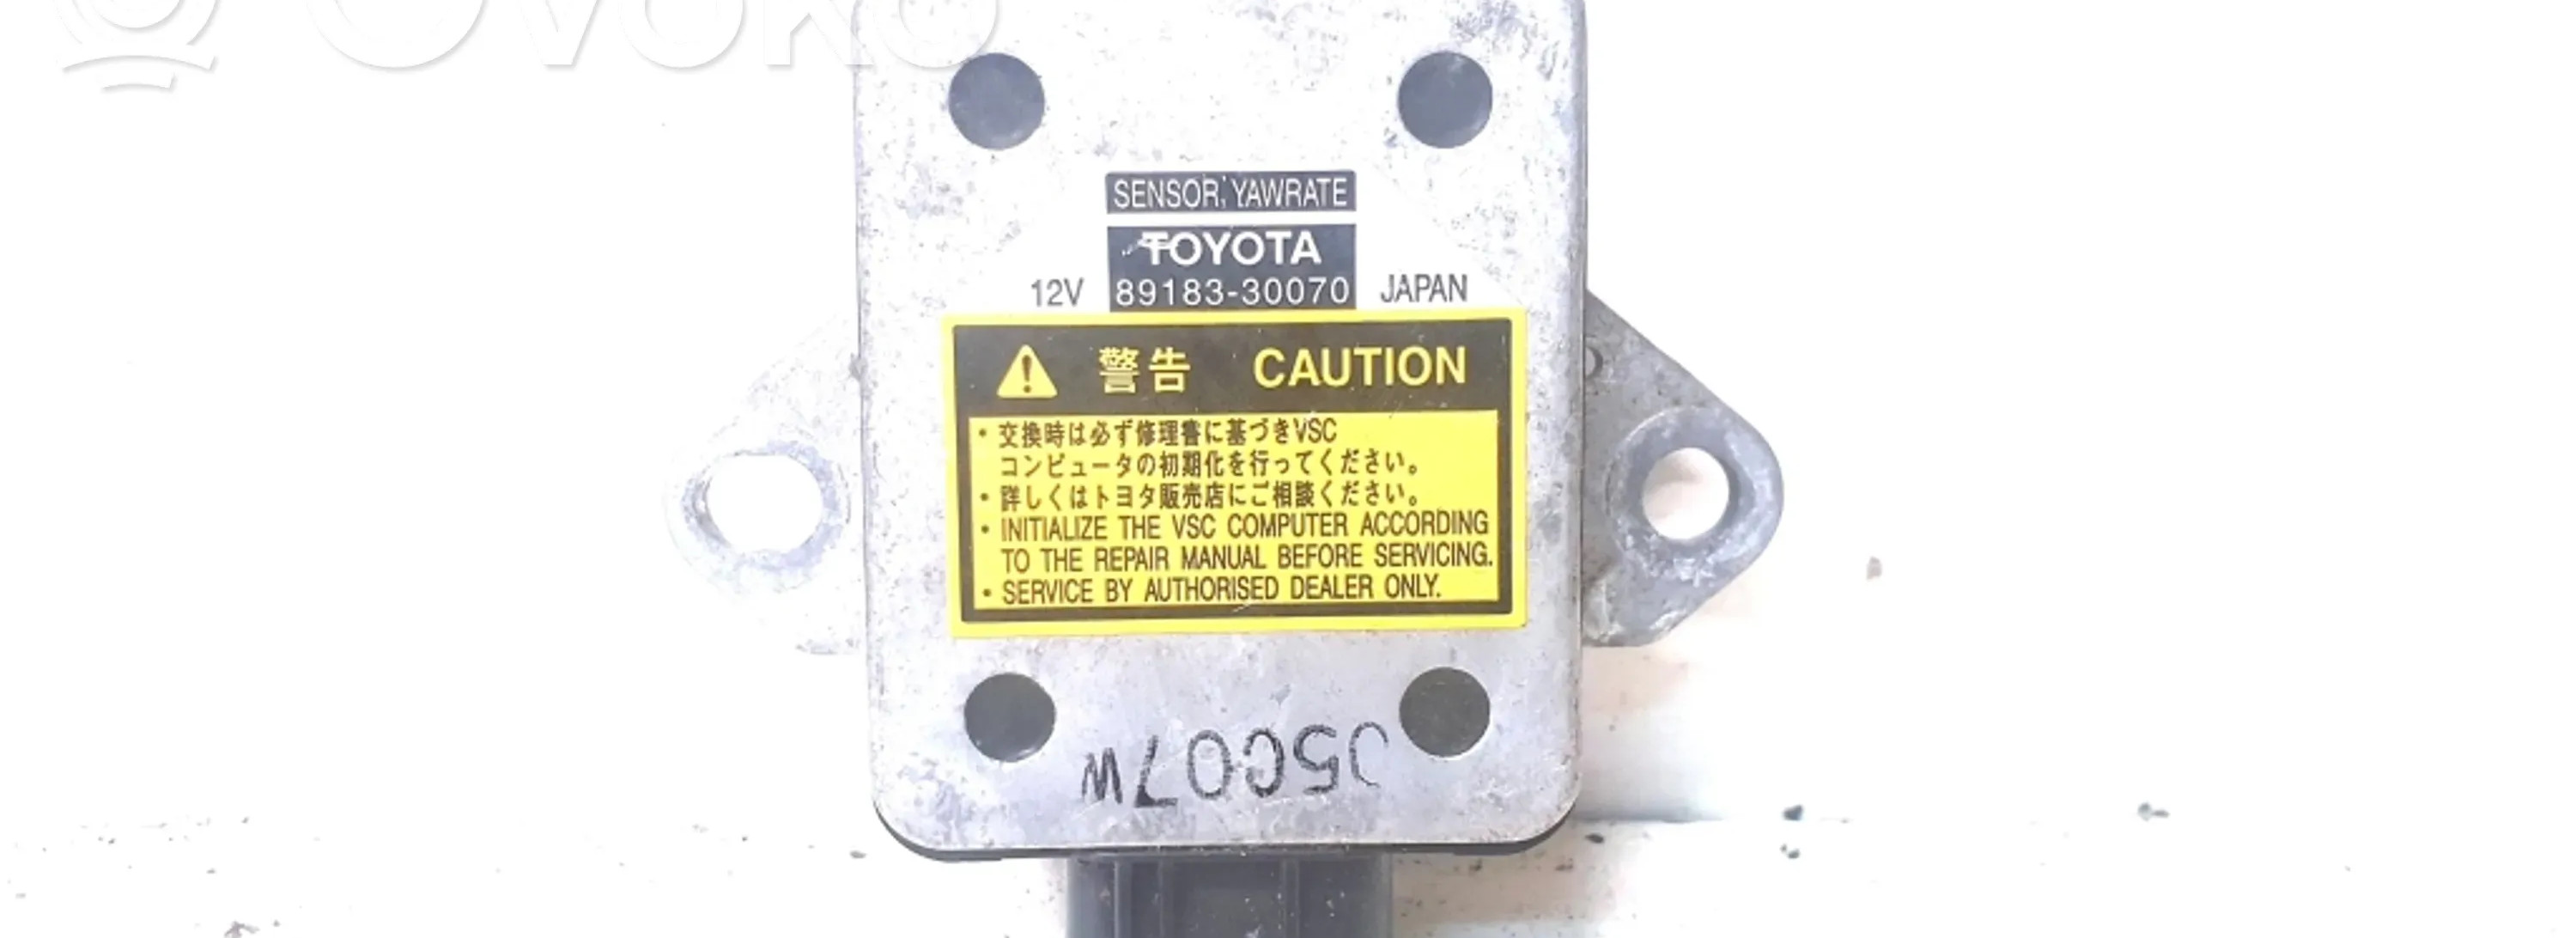 OVOKO
SENSOR, YAWRATE
TOYOTA
12V 89183-30070 JAPAN
警告 CAUTION
・交換時は必ず修理書に基づきVSC
コンピュータの初期化を行ってください。
・詳しくはトヨタ販売店にご相談ください。
・INITIALIZE THE VSC COMPUTER ACCORDING
TO THE REPAIR MANUAL BEFORE SERVICING.
・SERVICE BY AUTHORISED DEALER ONLY.